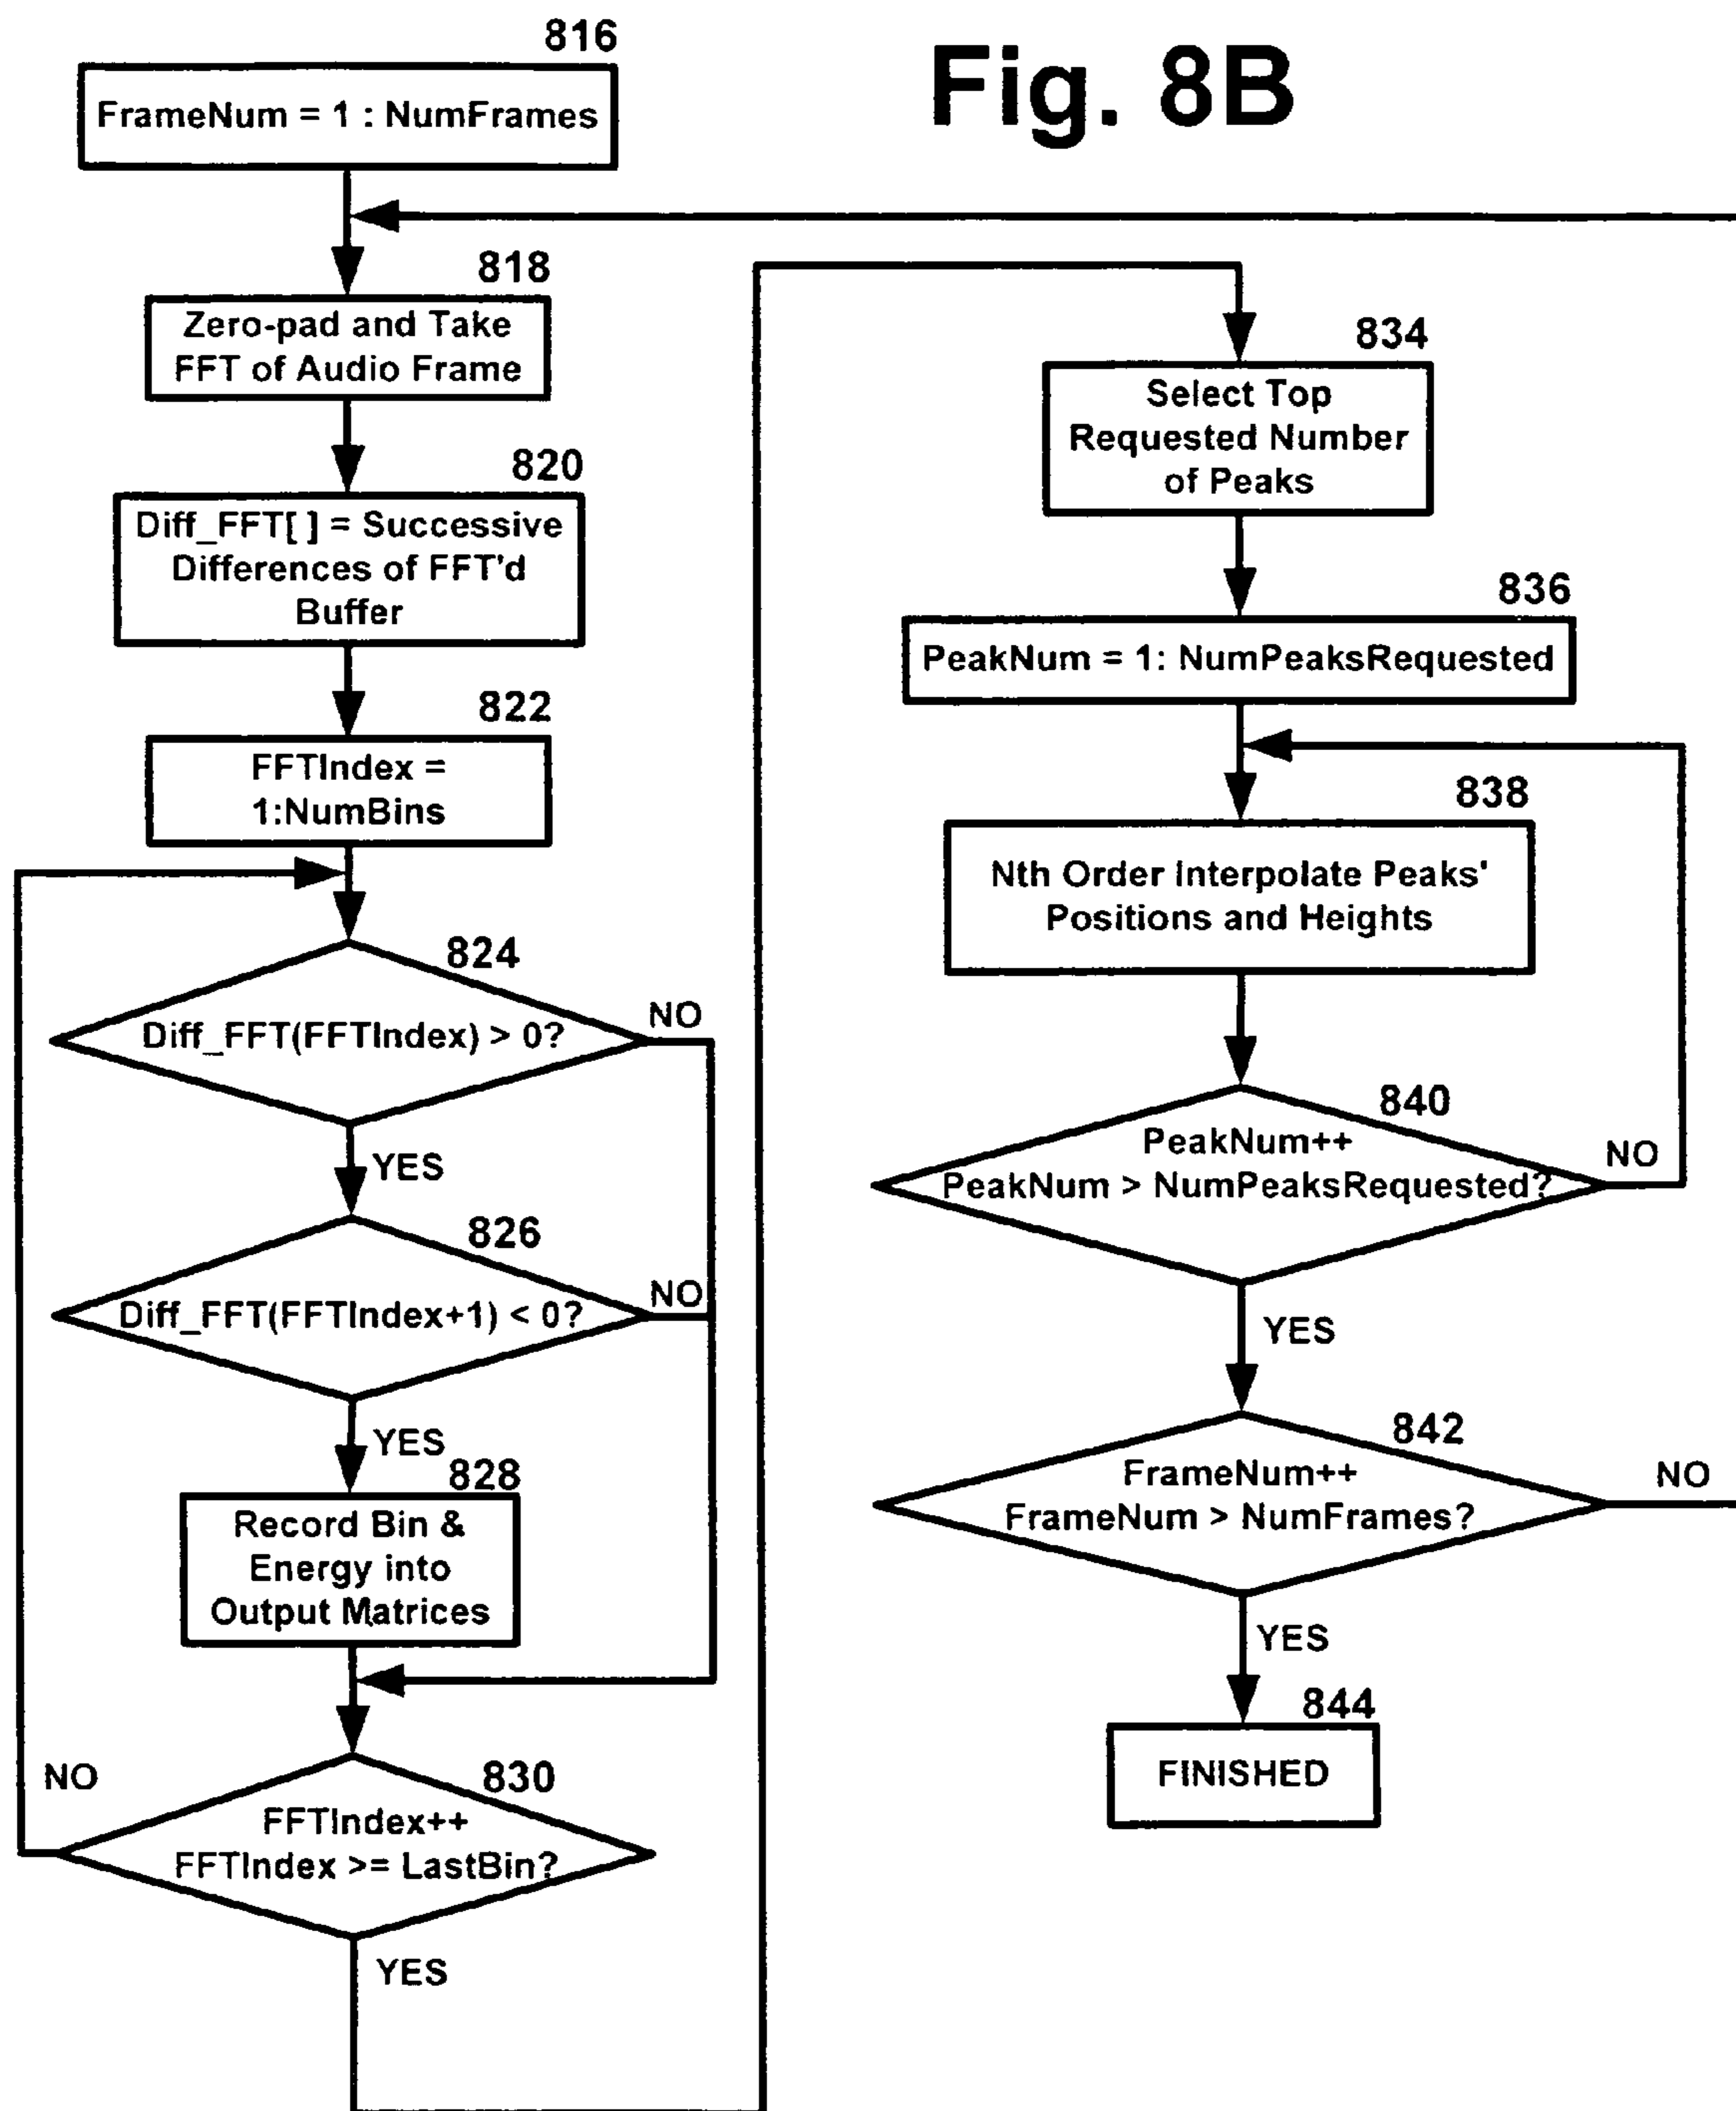 Fig. 8B
816
FrameNum = 1 : NumFrames
818
Zero-pad and Take
FFT of Audio Frame
820
Diff_FFT[ ] = Successive
Differences of FFT'd
Buffer
822
FFTIndex =
1:NumBins
824
Diff_FFT(FFTIndex) > 0?
NO
YES
826
Diff_FFT(FFTIndex+1) < 0?
NO
YES
828
Record Bin &
Energy into
Output Matrices
830
FFTIndex++
FFTIndex >= LastBin?
NO
YES
834
Select Top
Requested Number
of Peaks
836
PeakNum = 1: NumPeaksRequested
838
Nth Order Interpolate Peaks'
Positions and Heights
840
PeakNum++
PeakNum > NumPeaksRequested?
NO
YES
842
FrameNum++
FrameNum > NumFrames?
NO
YES
844
FINISHED